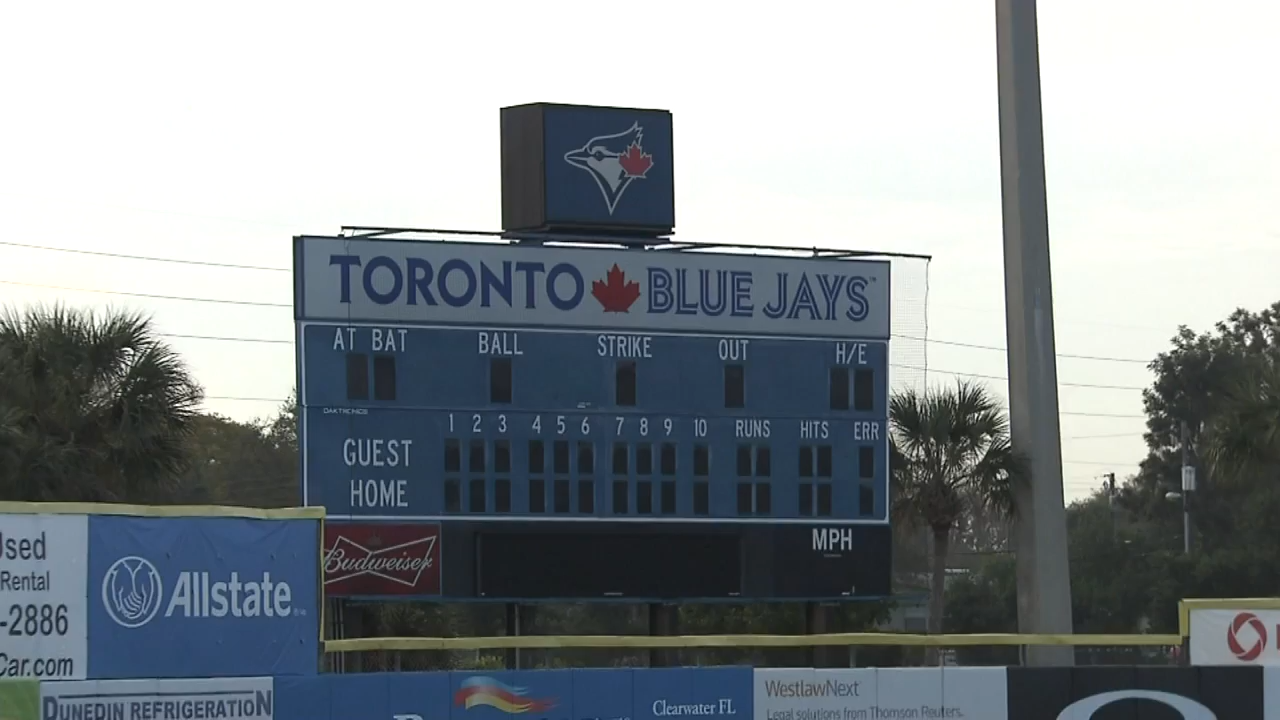 TORONTO BLUE JAYS™
AT BAT BALL STRIKE OUT H/E
DAKTRONICS
1 2 3 4 5 6 7 8 9 10 RUNS HITS ERR
GUEST
HOME
Budweiser
MPH
Used
Rental
-2886
Car.com
Allstate
DUNEDIN REFRIGERATION
Clearwater FL
WestlawNext
Legal solutions from Thomson Reuters.